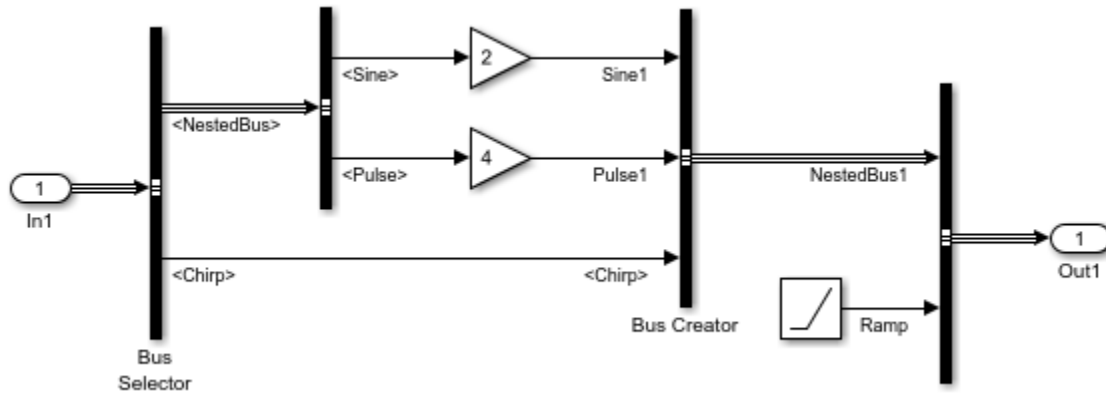 2
<Sine>
Sine1
<NestedBus>
4
<Pulse>
Pulse1
NestedBus1
1
In1
1
Out1
<Chirp>
<Chirp>
Bus Creator
Ramp
Bus
Selector